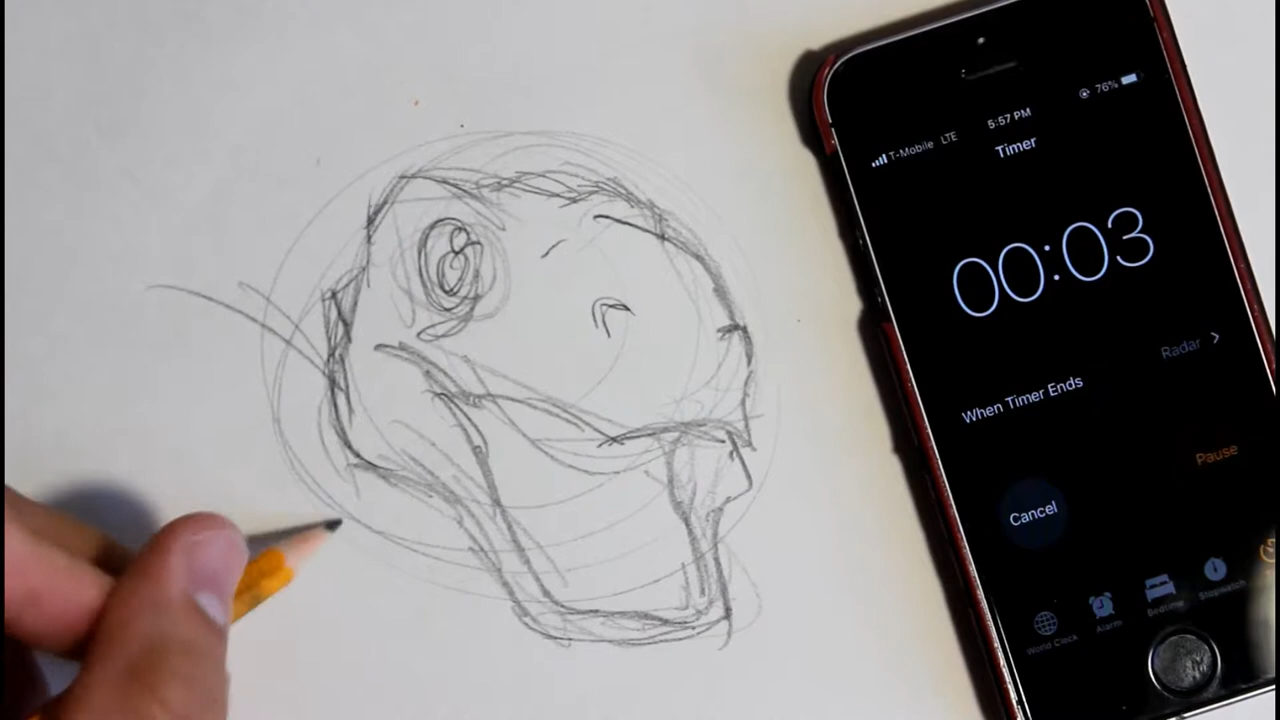 T-Mobile LTE 5:57 PM 76%
Timer
00:03
When Timer Ends Radar
Cancel Pause
World Clock Alarm Bedtime Stopwatch